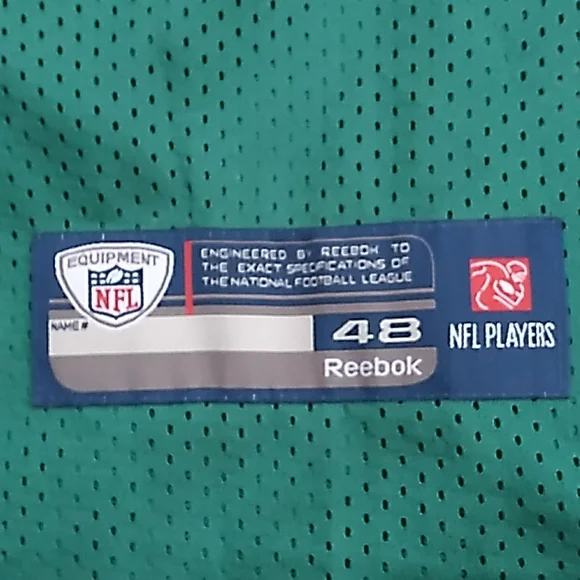 EQUIPMENT
NFL
ENGINEERED BY REEBOK TO
THE EXACT SPECIFICATIONS OF
THE NATIONAL FOOTBALL LEAGUE
NAME #
48
Reebok
NFL PLAYERS